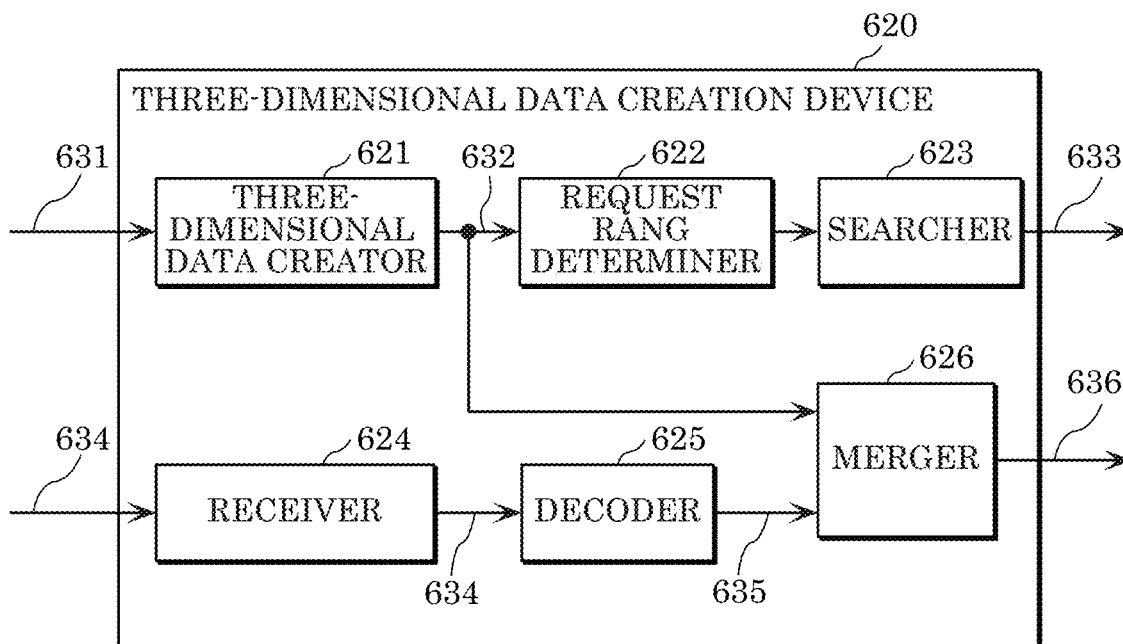 620
THREE-DIMENSIONAL DATA CREATION DEVICE
631
621
632
622
623
633
THREE-
DIMENSIONAL
DATA CREATOR
REQUEST
RANG
DETERMINER
SEARCHER
626
636
MERGER
634
624
625
RECEIVER
DECODER
634
635